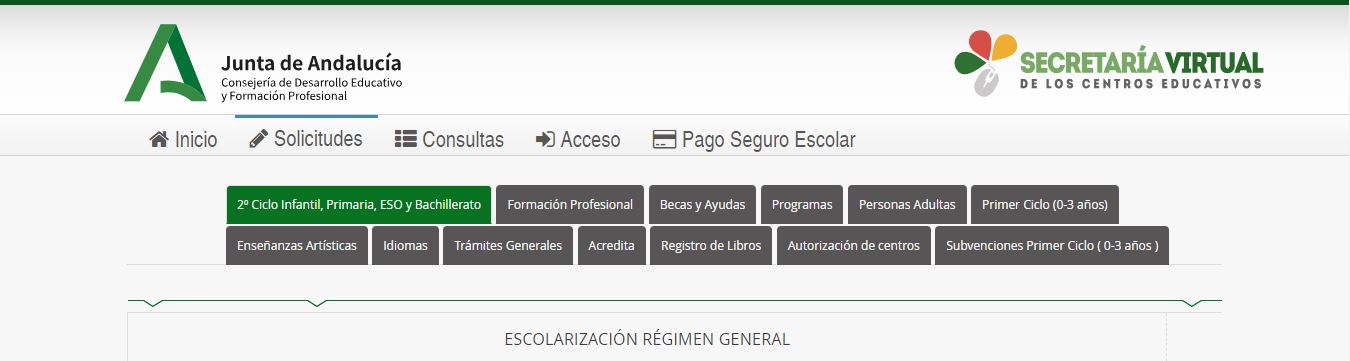 Junta de Andalucía
Consejería de Desarrollo Educativo
y Formación Profesional
SECRETARÍA VIRTUAL
DE LOS CENTROS EDUCATIVOS
Inicio Solicitudes Consultas Acceso Pago Seguro Escolar
2º Ciclo Infantil, Primaria, ESO y Bachillerato Formación Profesional Becas y Ayudas Programas Personas Adultas Primer Ciclo (0-3 años)
Enseñanzas Artísticas Idiomas Trámites Generales Acredita Registro de Libros Autorización de centros Subvenciones Primer Ciclo ( 0-3 años )
ESCOLARIZACIÓN RÉGIMEN GENERAL